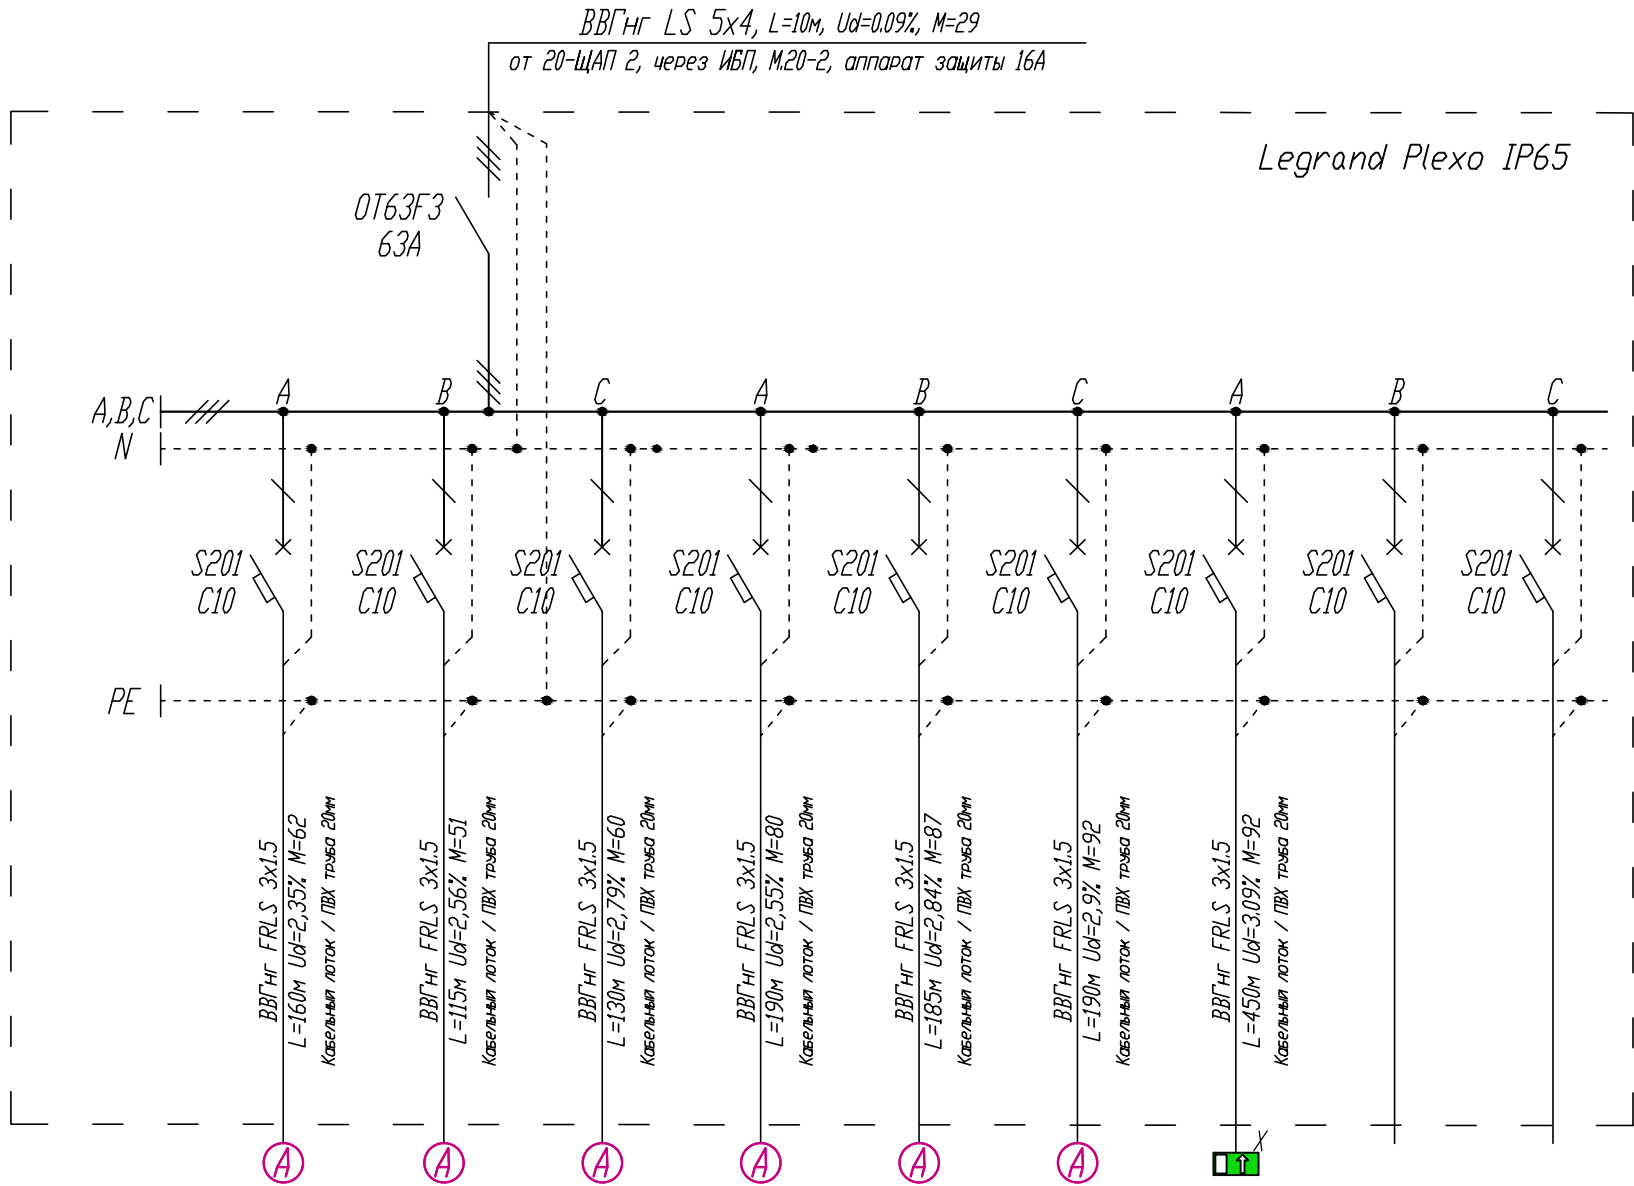 ВВГнг LS 5х4, L=10м, Ud=0.09%, М=29
от 20-ЩАП 2, через ИБП, М.20-2, аппарат защиты 16А
Legrand Plexo IP65
OT63F3
63А
A B C A B C A B C
A,B,C
N
S201 S201 S201 S201 S201 S201 S201 S201 S201
C10 C10 C10 C10 C10 C10 C10 C10 C10
PE
ВВГнг FRLS 3х1.5
L=160м Ud=2,35% М=62
Кабельный лоток / ПВХ труба 20мм
ВВГнг FRLS 3х1.5
L=115м Ud=2,56% М=51
Кабельный лоток / ПВХ труба 20мм
ВВГнг FRLS 3х1.5
L=130м Ud=2,79% М=60
Кабельный лоток / ПВХ труба 20мм
ВВГнг FRLS 3х1.5
L=190м Ud=2,55% М=80
Кабельный лоток / ПВХ труба 20мм
ВВГнг FRLS 3х1.5
L=185м Ud=2,84% М=87
Кабельный лоток / ПВХ труба 20мм
ВВГнг FRLS 3х1.5
L=190м Ud=2,9% М=92
Кабельный лоток / ПВХ труба 20мм
ВВГнг FRLS 3х1.5
L=450м Ud=3.09% М=92
Кабельный лоток / ПВХ труба 20мм
А А А А А А Х